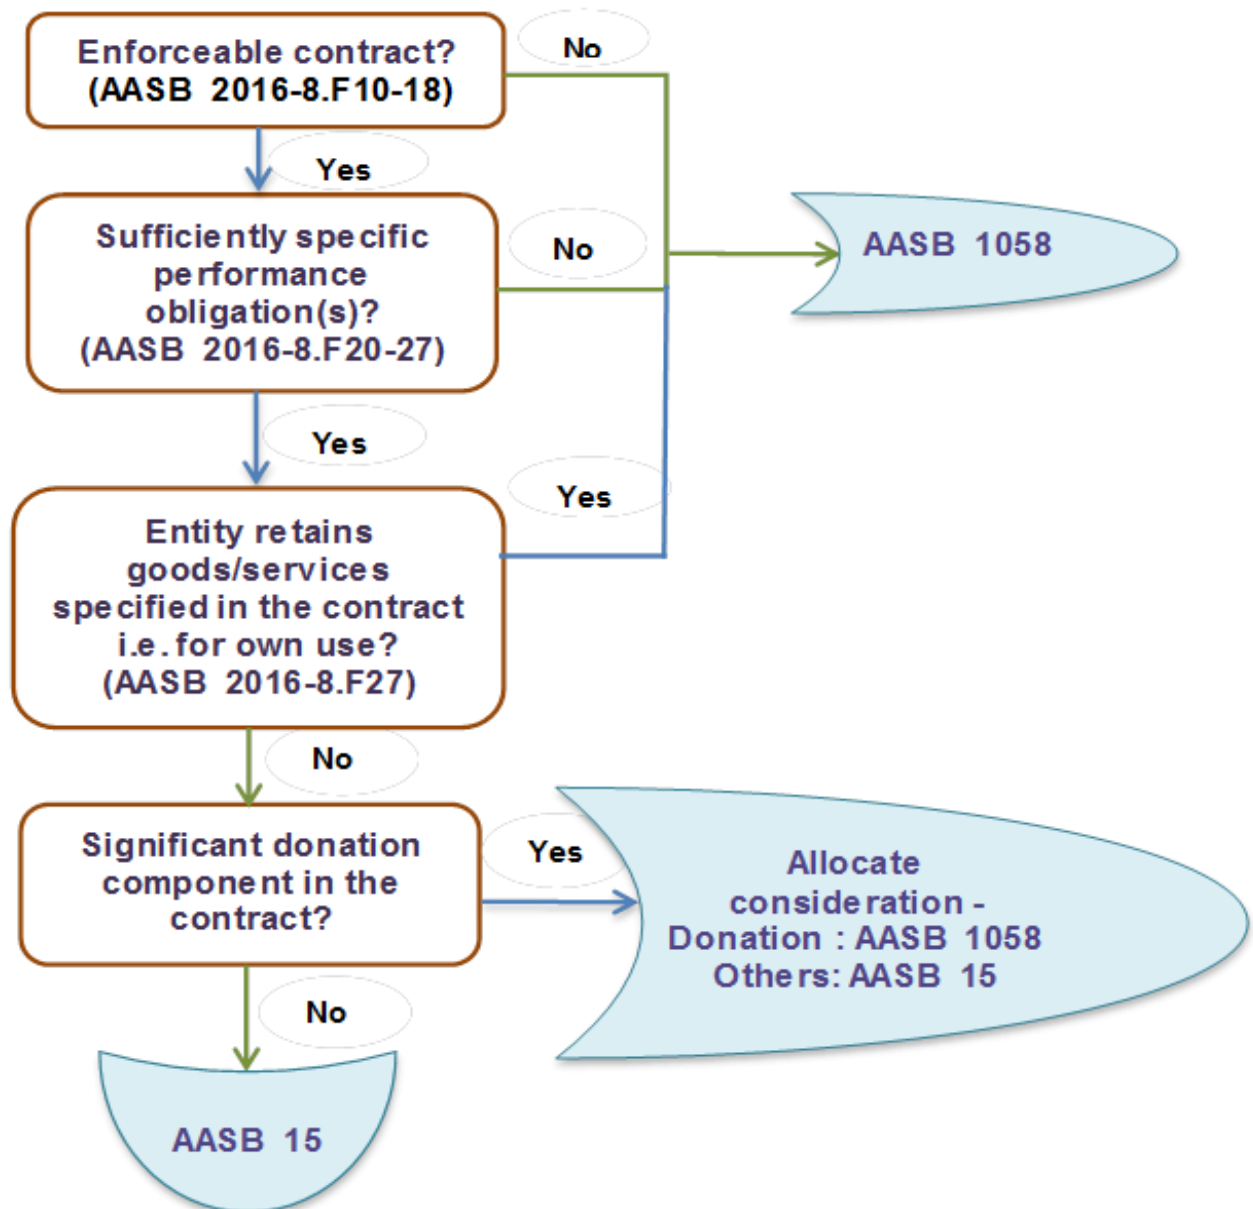 Enforceable contract?
(AASB 2016-8.F10-18)
No
Yes
Sufficiently specific
performance
obligation(s)?
(AASB 2016-8.F20-27)
No
AASB 1058
Yes
Entity retains
goods/services
specified in the contract
i.e. for own use?
(AASB 2016-8.F27)
Yes
No
Significant donation
component in the
contract?
Yes
Allocate
consideration -
Donation : AASB 1058
Others: AASB 15
No
AASB 15